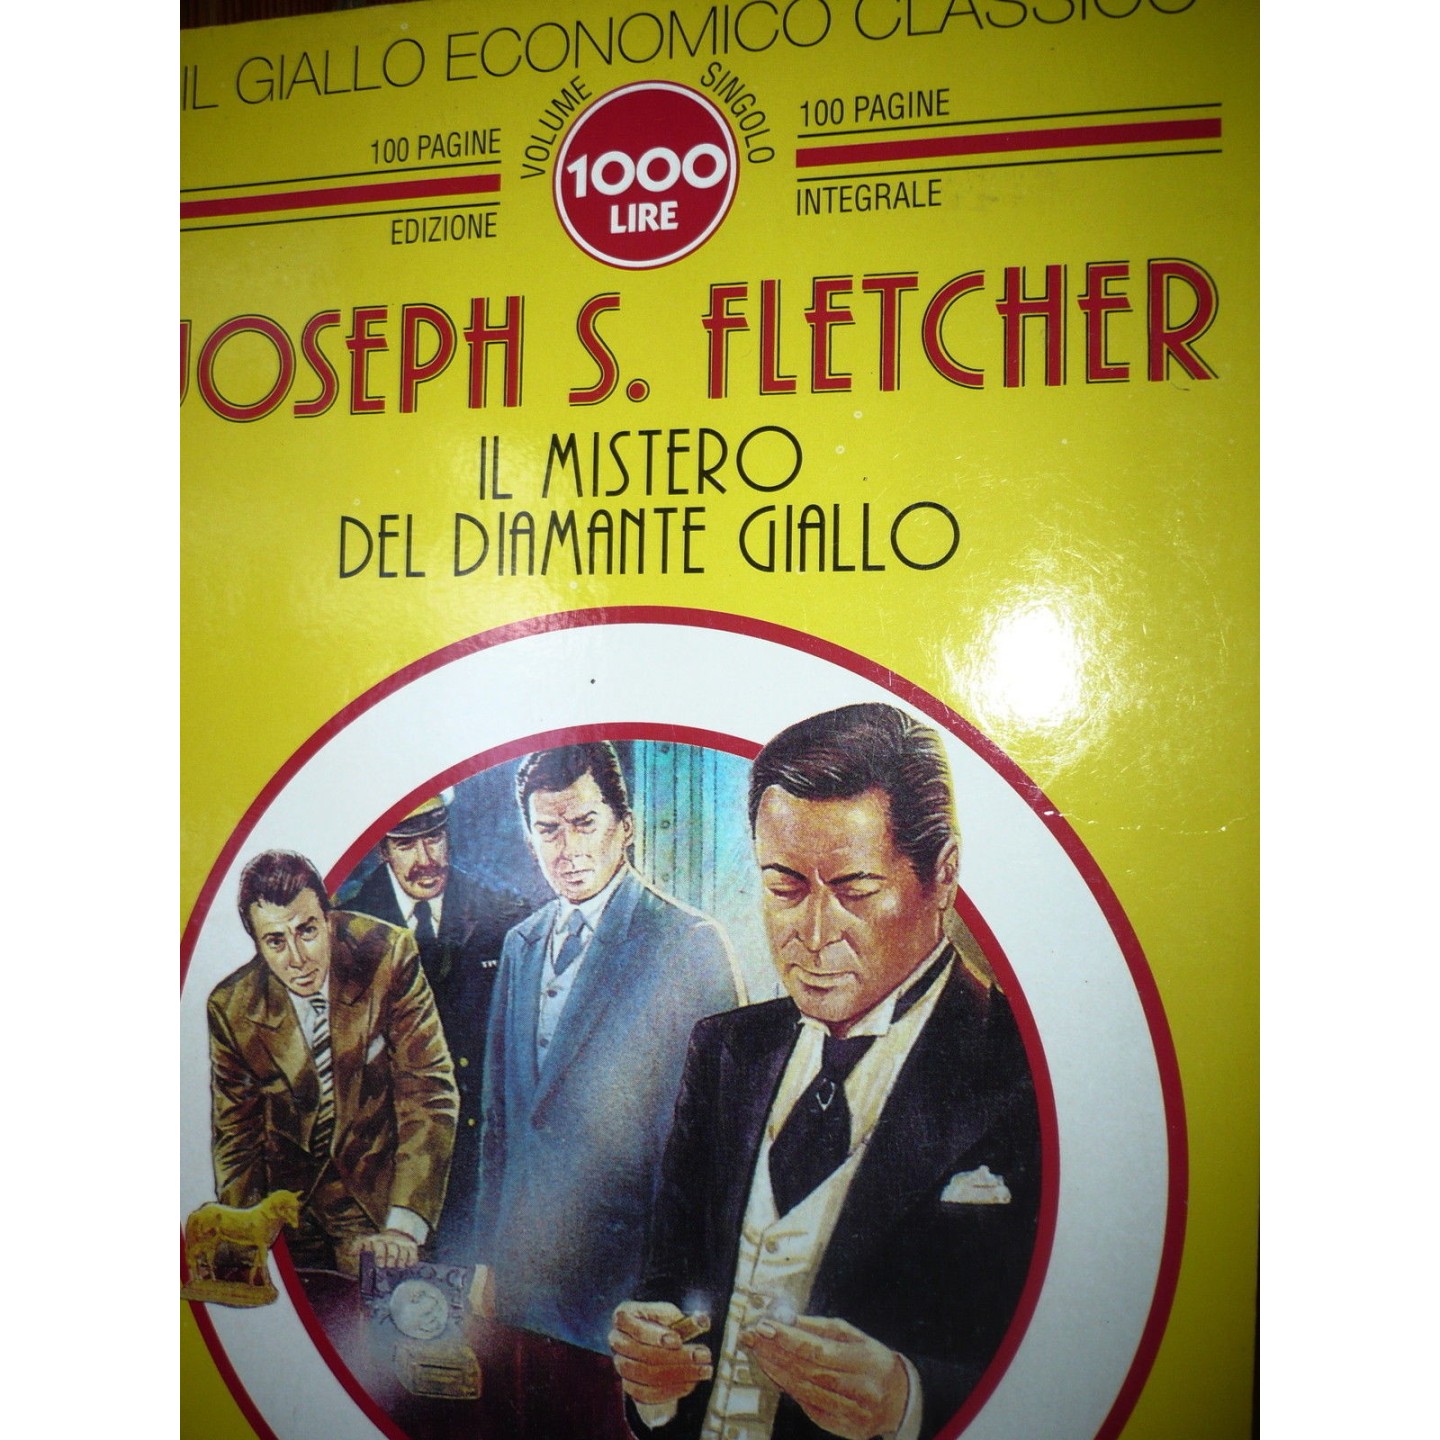 IL GIALLO ECONOMICO CLASSICO
VOLUME SINGOLO
1000
LIRE
100 PAGINE
EDIZIONE
100 PAGINE
INTEGRALE
JOSEPH S. FLETCHER
IL MISTERO
DEL DIAMANTE GIALLO